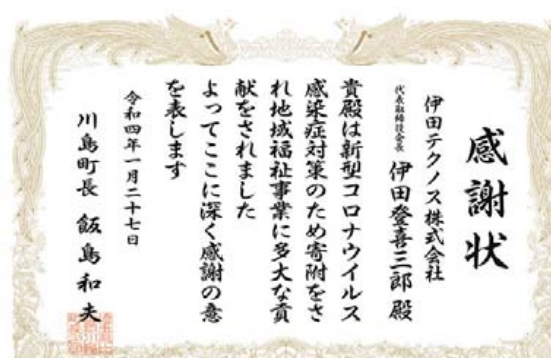 感謝状
伊田テクノス株式会社
代表取締役会長 伊田登喜三郎 殿
貴殿は新型コロナウイルス
感染症対策のため寄附をさ
れ地域福祉事業に多大な貢
献をされました
よってここに深く感謝の意
を表します
令和四年一月二十七日
川島町長 飯島和夫